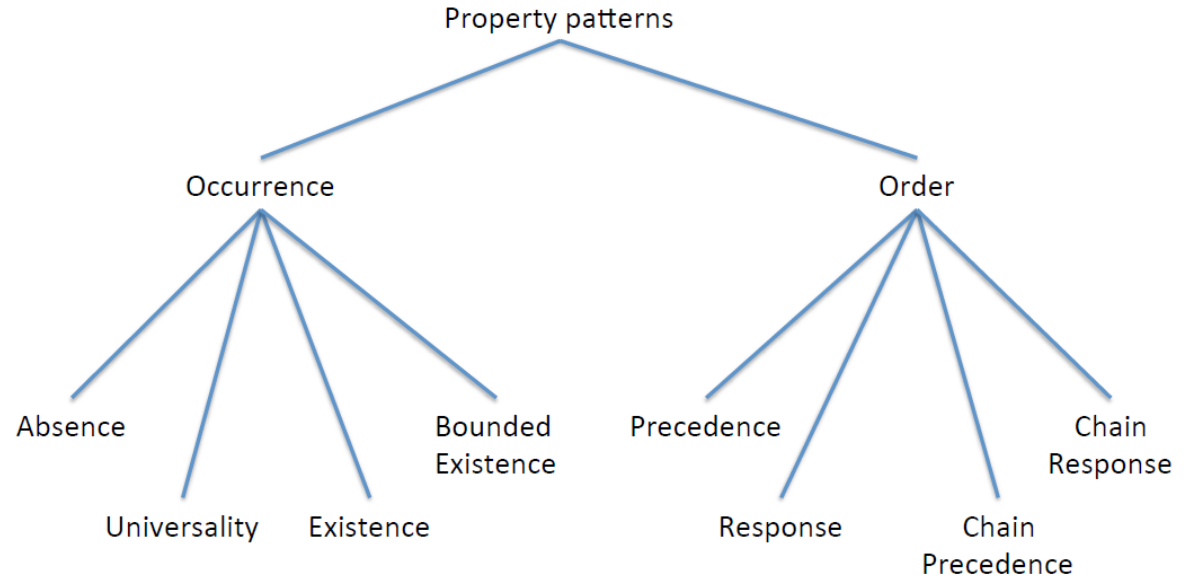 Property patterns
Occurrence
Order
Absence
Bounded
Existence
Precedence
Chain
Response
Universality
Existence
Response
Chain
Precedence